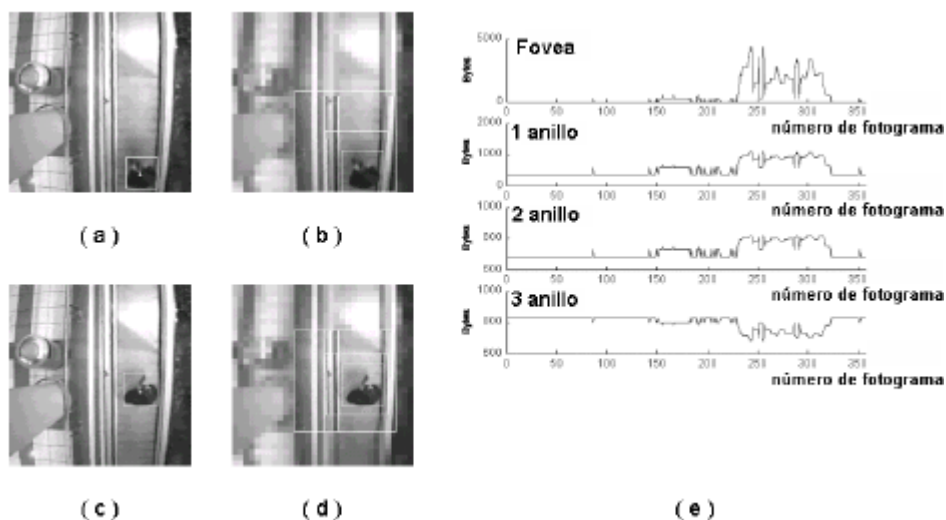 5000
Fovea
Bytes
0
0 50 100 150 200 250 300 350
número de fotograma
2000
1 anillo
Bytes
1000
0
0 50 100 150 200 250 300 350
número de fotograma
1000
2 anillo
Bytes
0 50 100 150 200 250 300 350
número de fotograma
1000
3 anillo
Bytes
0 50 100 150 200 250 300 350
número de fotograma
( a )
( b )
( c )
( d )
( e )